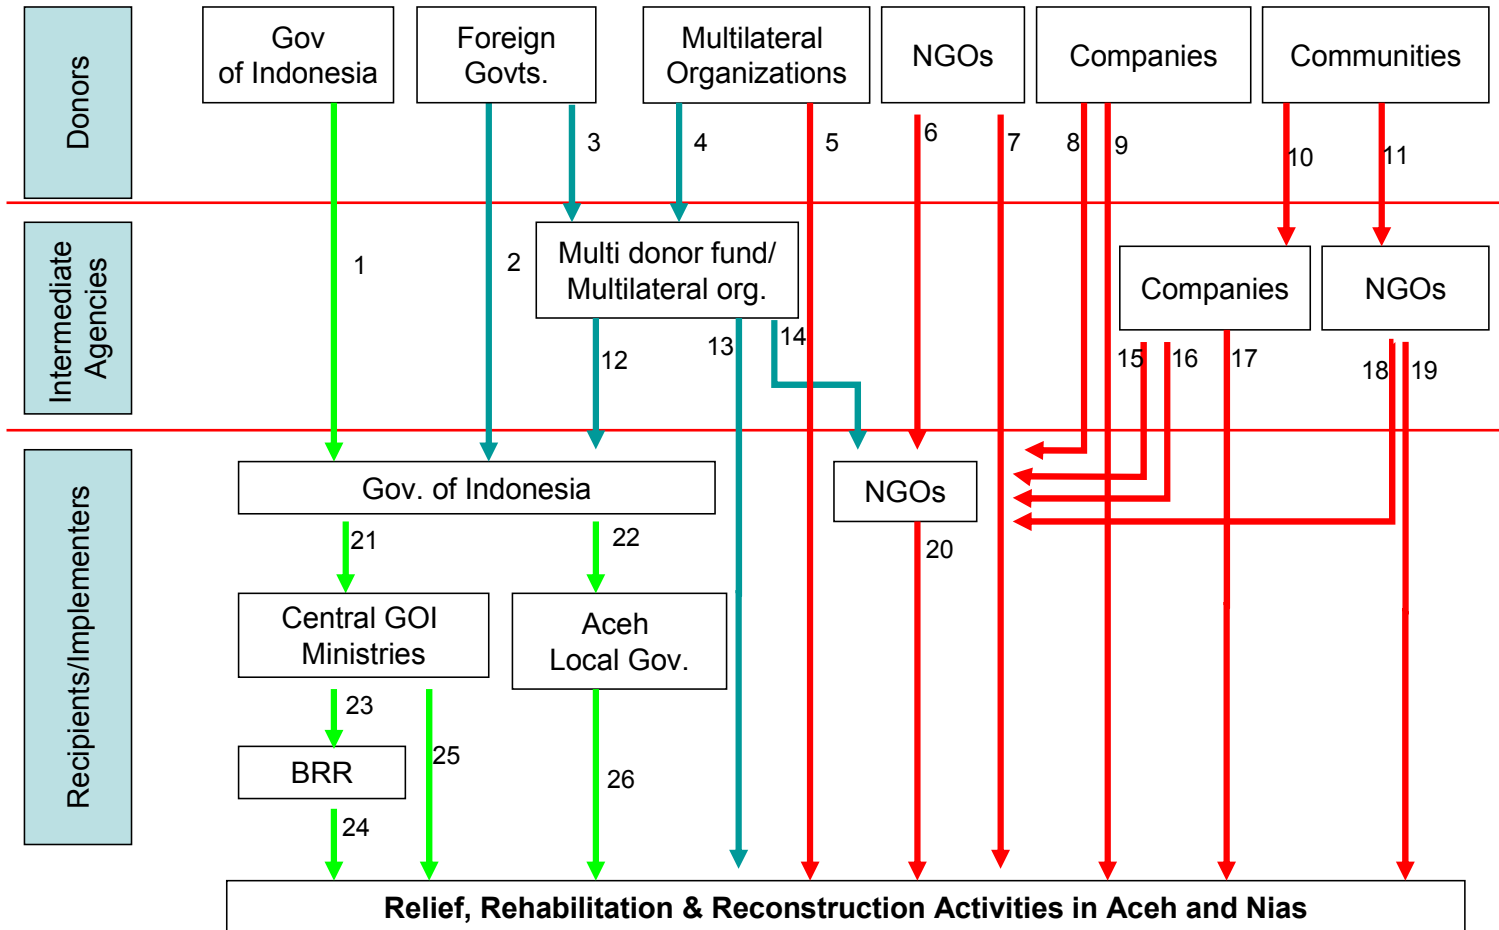 Donors
Gov
of Indonesia
Foreign
Govts.
Multilateral
Organizations
NGOs
Companies
Communities
3
4
5
6
7
8
9
10
11
Intermediate
Agencies
1
2
Multi donor fund/
Multilateral org.
Companies
NGOs
12
13
14
15
16
17
18
19
Recipients/Implementers
Gov. of Indonesia
NGOs
21
22
20
Central GOI
Ministries
Aceh
Local Gov.
23
25
26
BRR
24
Relief, Rehabilitation & Reconstruction Activities in Aceh and Nias